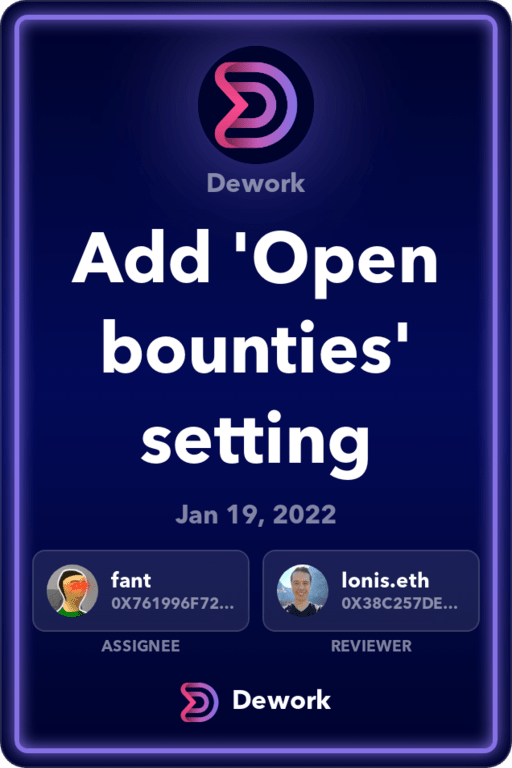 Dework
Add 'Open
bounties'
setting
Jan 19, 2022
fant
0X761996F72...
lonis.eth
0X38C257DE...
ASSIGNEE
REVIEWER
Dework